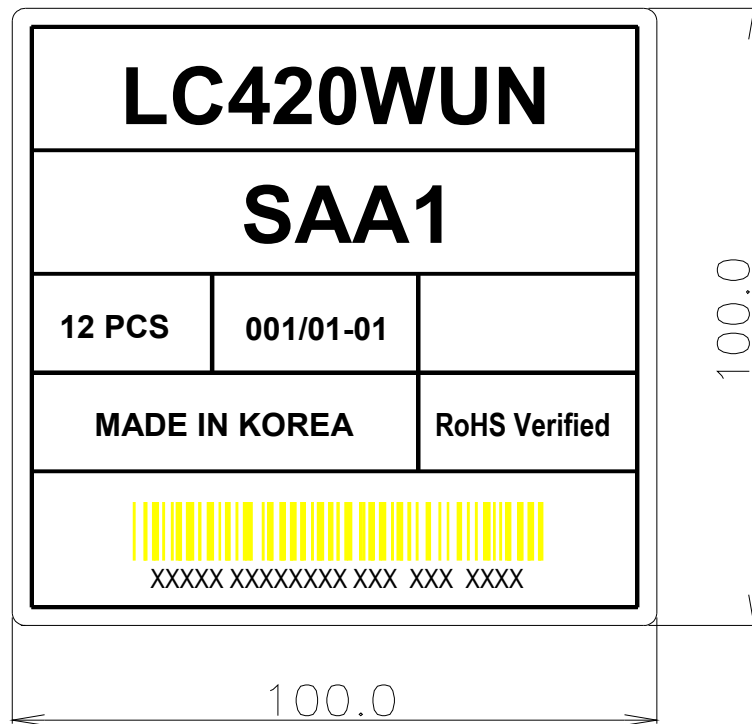 LC420WUN
SAA1
12 PCS 001/01-01
MADE IN KOREA RoHS Verified
XXXXX XXXXXXXX XXX XXX XXXX
100.0
100.0